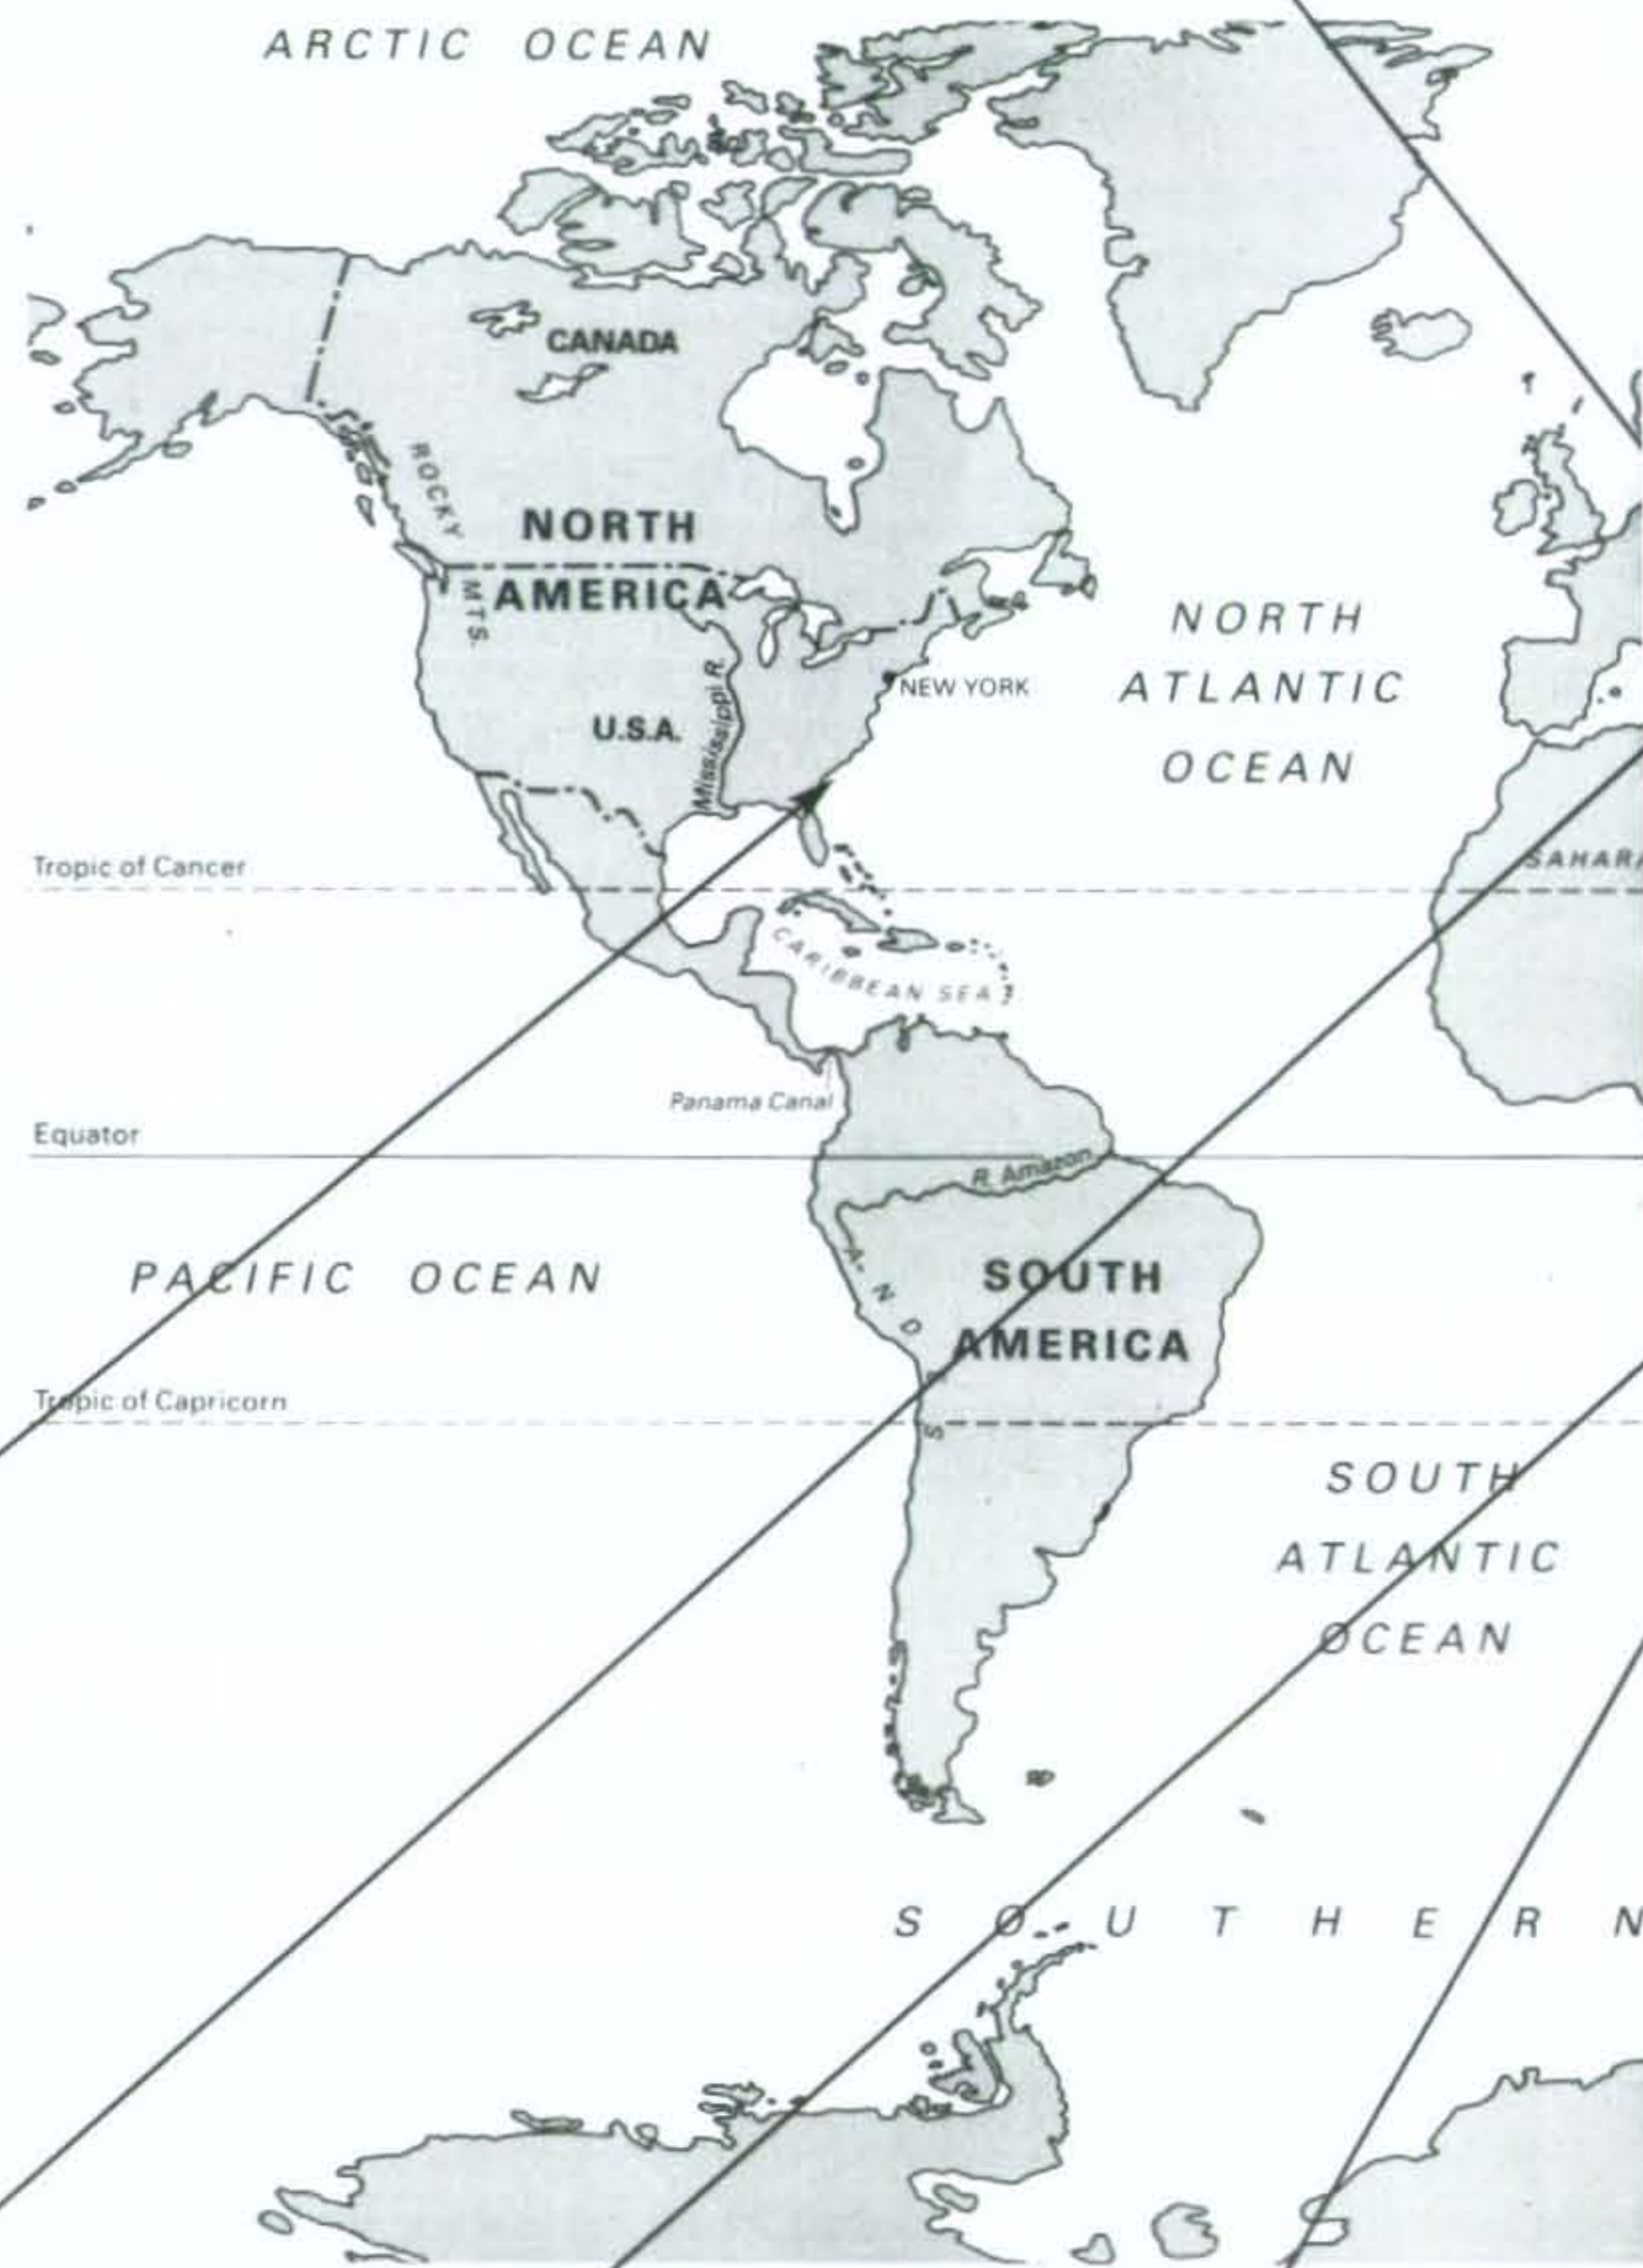 ARCTIC OCEAN
CANADA
ROCKY
MTS.
NORTH
AMERICA
NORTH
ATLANTIC
OCEAN
NEW YORK
U.S.A.
Mississippi R.
Tropic of Cancer
SAHARA
CARIBBEAN SEA
Panama Canal
Equator
R. Amazon
PACIFIC OCEAN
ANDES
SOUTH
AMERICA
Tropic of Capricorn
SOUTH
ATLANTIC
OCEAN
SOUTHERN